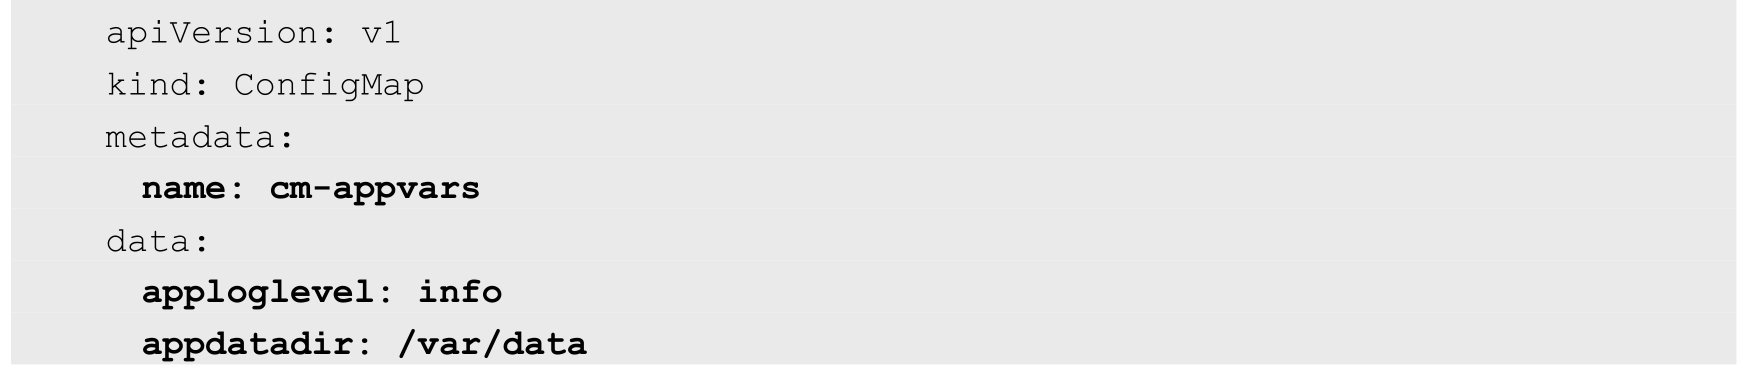 apiVersion: v1
kind: ConfigMap
metadata:
  name: cm-appvars
data:
  apploglevel: info
  appdatadir: /var/data